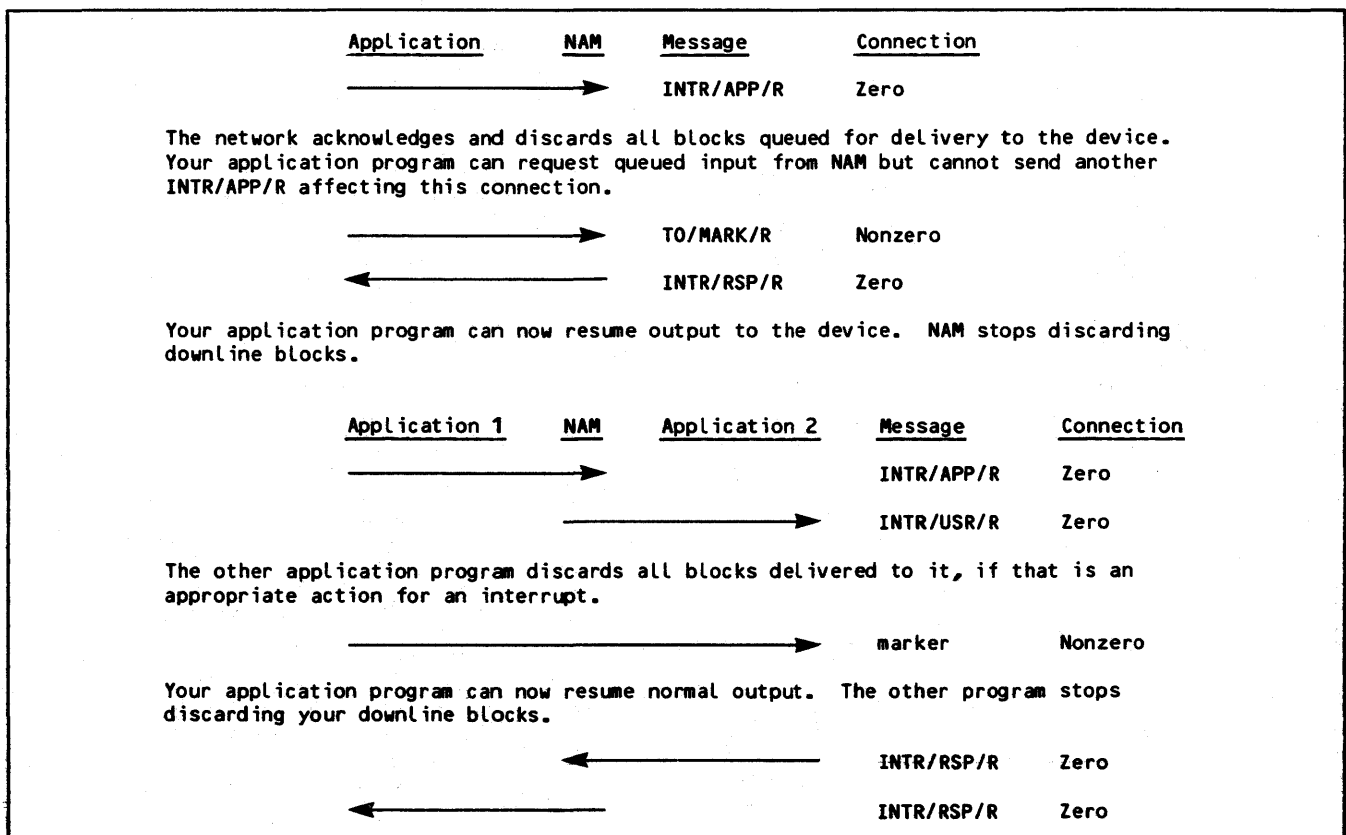 Application NAM Message Connection
INTR/APP/R Zero
The network acknowledges and discards all blocks queued for delivery to the device.
Your application program can request queued input from NAM but cannot send another
INTR/APP/R affecting this connection.
TO/MARK/R Nonzero
INTR/RSP/R Zero
Your application program can now resume output to the device. NAM stops discarding
downline blocks.
Application 1 NAM Application 2 Message Connection
INTR/APP/R Zero
INTR/USR/R Zero
The other application program discards all blocks delivered to it, if that is an
appropriate action for an interrupt.
marker Nonzero
Your application program can now resume normal output. The other program stops
discarding your downline blocks.
INTR/RSP/R Zero
INTR/RSP/R Zero